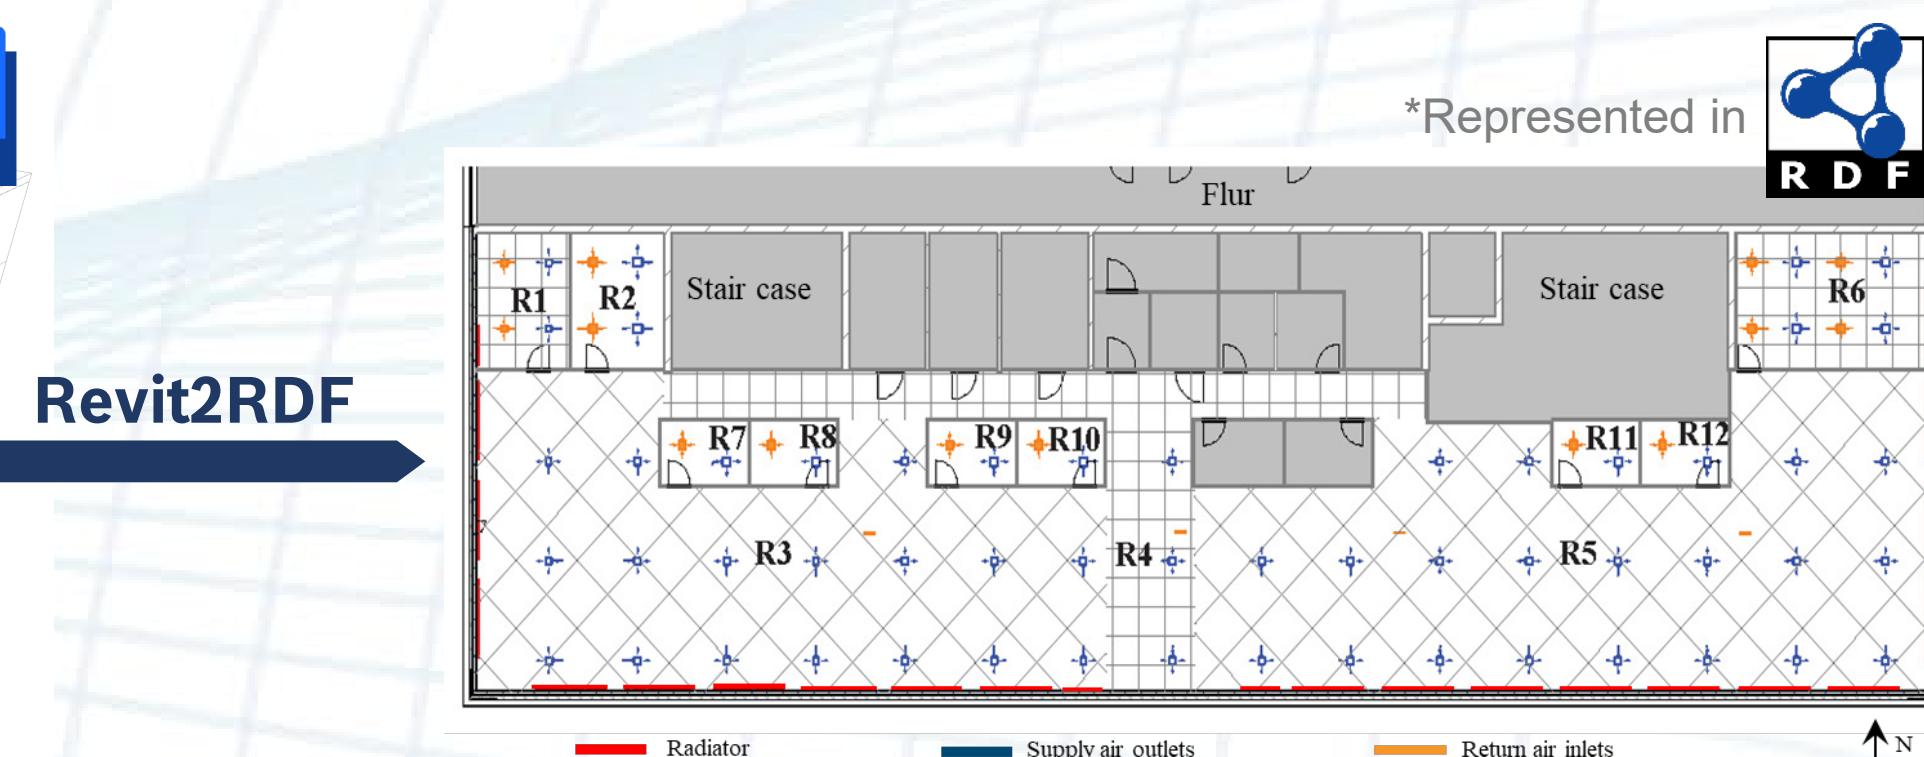 *Represented in
RDF
Flur
R1
R2
Stair case
Stair case
R6
Revit2RDF
R7
R8
R9
R10
R11
R12
R3
R4
R5
Radiator
Supply air outlets
Return air inlets
N